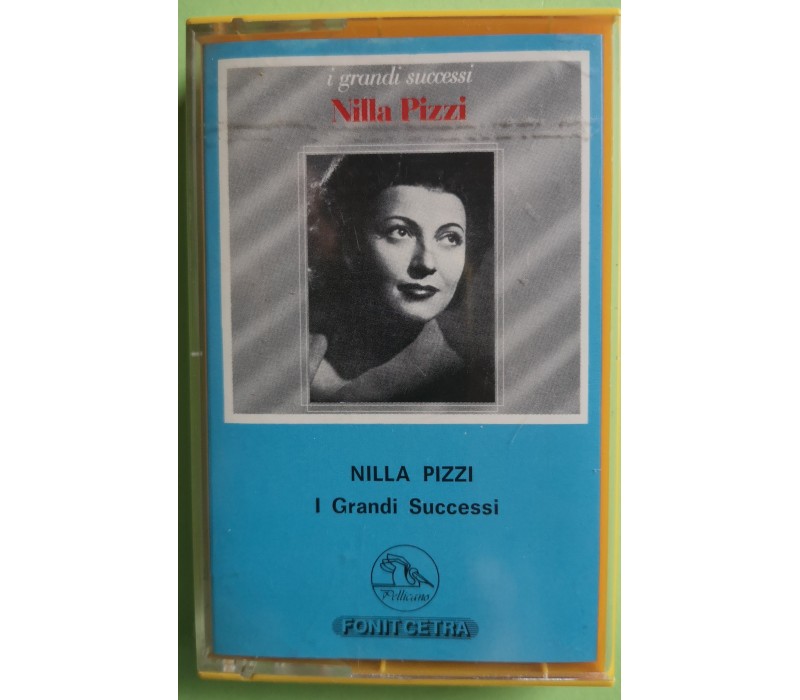 i grandi successi
Nilla Pizzi
NILLA PIZZI
I Grandi Successi
Pellicano
FONIT CETRA